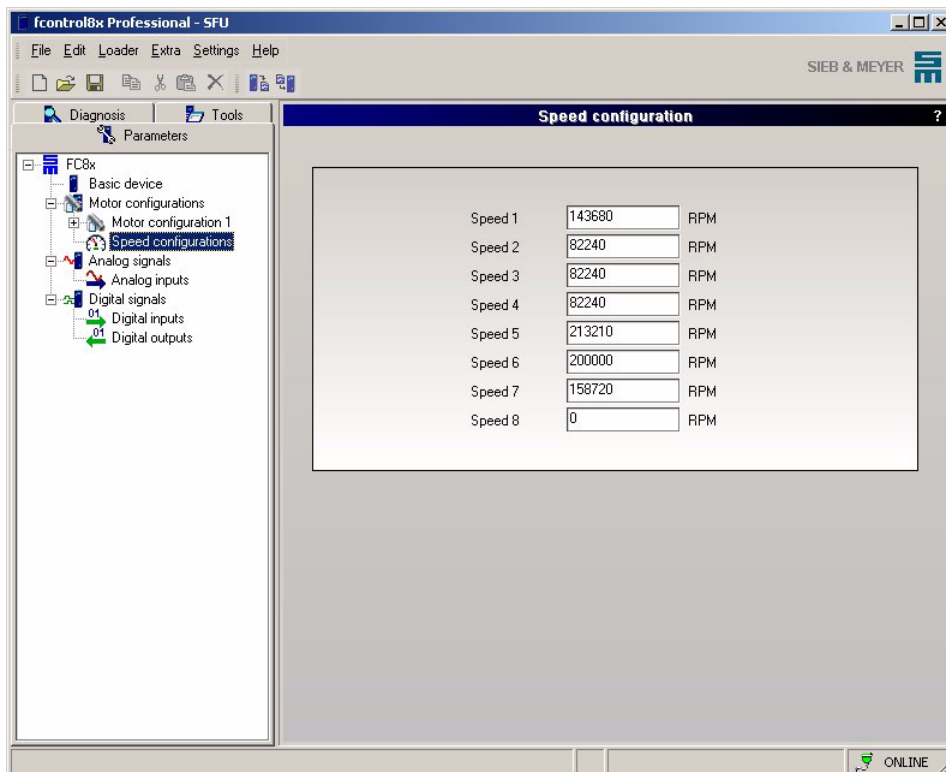 fcontrol8x Professional - SFU
File Edit Loader Extra Settings Help
SIEB & MEYER
Diagnosis
Tools
Parameters
Speed configuration
?
FC8x
Basic device
Motor configurations
Motor configuration 1
Speed configurations
Analog signals
Analog inputs
Digital signals
01 Digital inputs
01 Digital outputs
Speed 1 143680 RPM
Speed 2 82240 RPM
Speed 3 82240 RPM
Speed 4 82240 RPM
Speed 5 213210 RPM
Speed 6 200000 RPM
Speed 7 158720 RPM
Speed 8 0 RPM
ONLINE